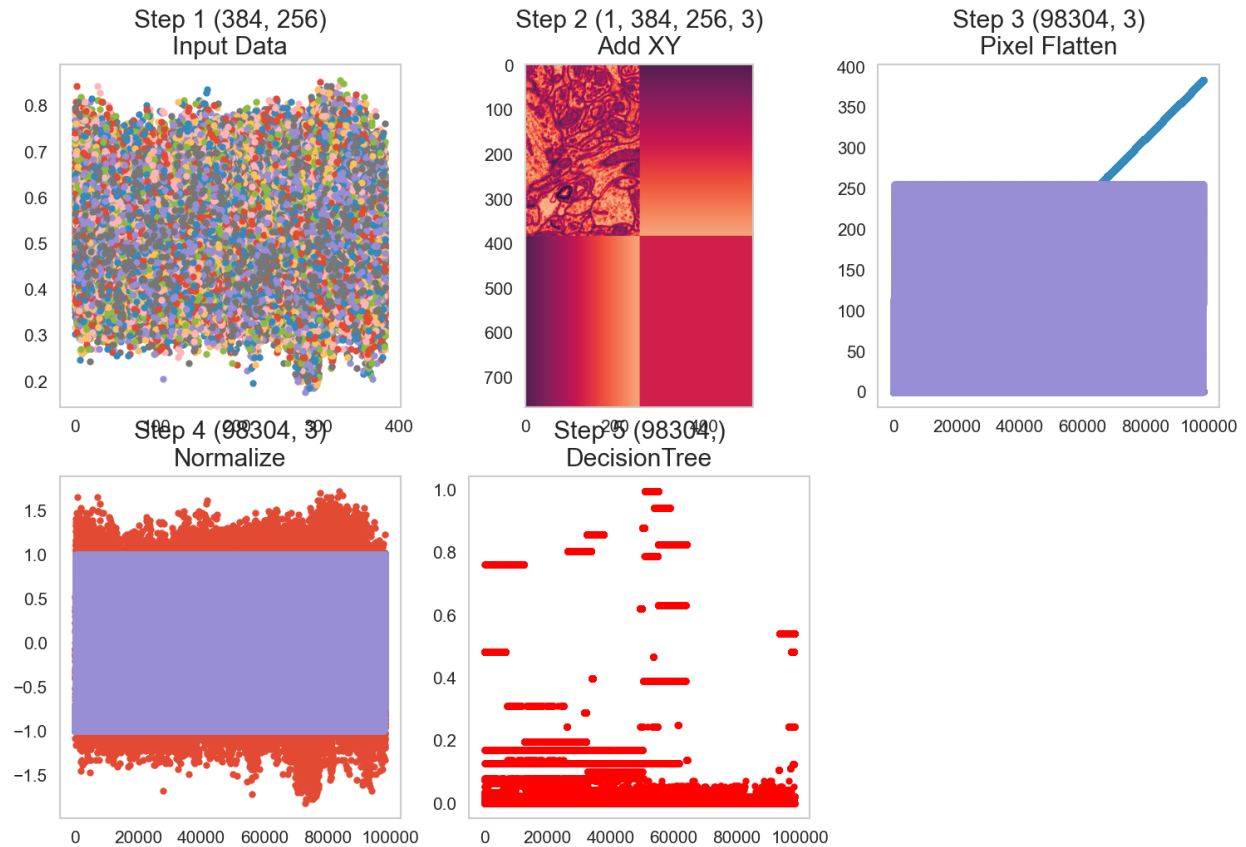 Step 1 (384, 256)
Input Data
0.8
0.7
0.6
0.5
0.4
0.3
0.2
0 100 200 300 400
Step 2 (1, 384, 256, 3)
Add XY
0
100
200
300
400
500
600
700
0 200 400
Step 3 (98304, 3)
Pixel Flatten
400
350
300
250
200
150
100
50
0
0 20000 40000 60000 80000 100000
Step 4 (98304, 3)
Normalize
1.5
1.0
0.5
0.0
−0.5
−1.0
−1.5
0 20000 40000 60000 80000 100000
Step 5 (98304,)
DecisionTree
1.0
0.8
0.6
0.4
0.2
0.0
0 20000 40000 60000 80000 100000